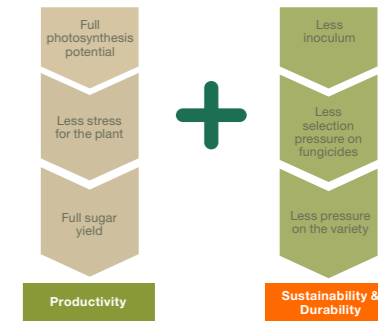 Full
photosynthesis
potential
Less stress
for the plant
Full sugar
yield
Productivity
Less
inoculum
Less
selection
pressure on
fungicides
Less pressure
on the variety
Sustainability &
Durability